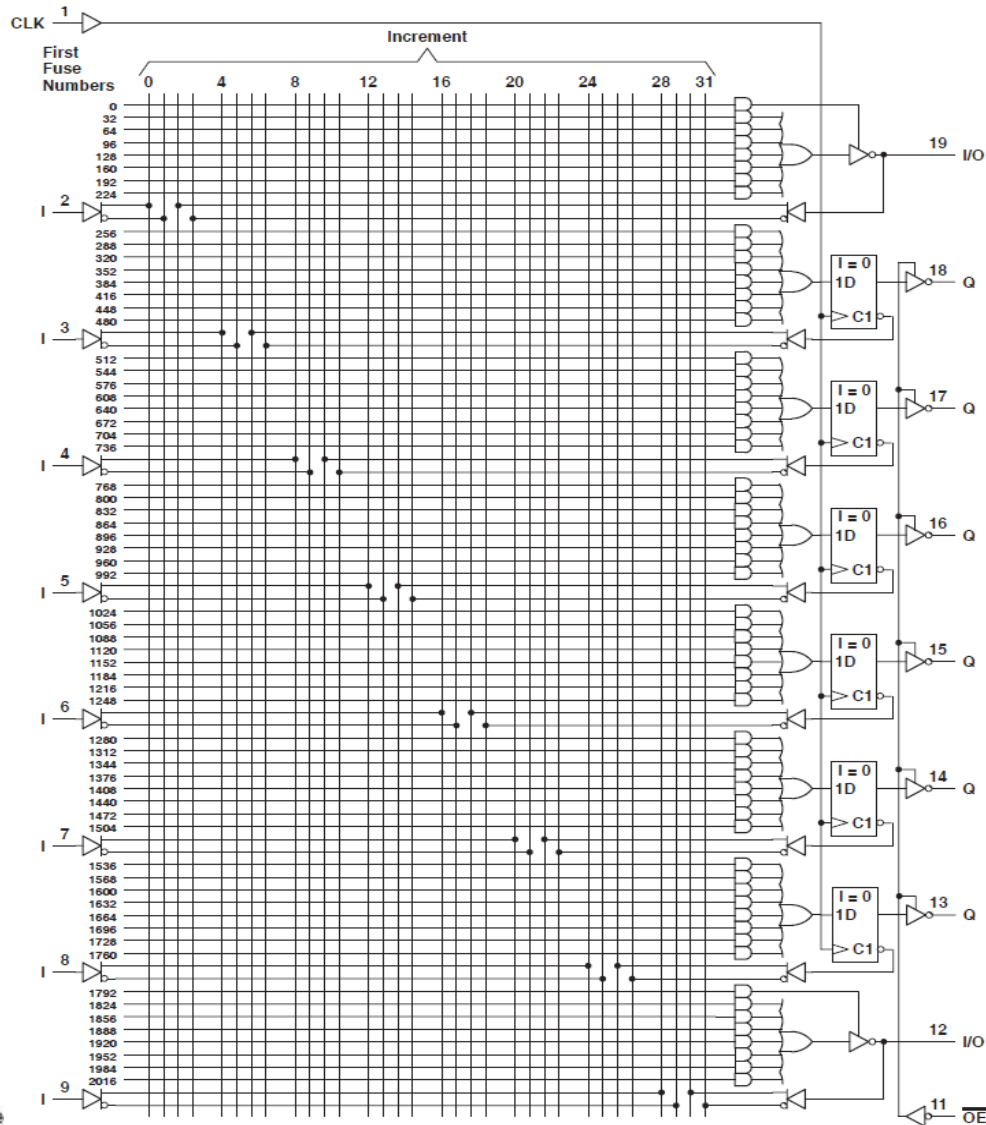 CLK 1
Increment
First
Fuse
Numbers
0 4 8 12 16 20 24 28 31
0
32
64
96
128
160
192
224
19 I/O
I 2
256
288
320
352
384
416
448
480
I = 0
1D
C1
18 Q
I 3
512
544
576
608
640
672
704
736
I = 0
1D
C1
17 Q
I 4
768
800
832
864
896
928
960
992
I = 0
1D
C1
16 Q
I 5
1024
1056
1088
1120
1152
1184
1216
1248
I = 0
1D
C1
15 Q
I 6
1280
1312
1344
1376
1408
1440
1472
1504
I = 0
1D
C1
14 Q
I 7
1536
1568
1600
1632
1664
1696
1728
1760
I = 0
1D
C1
13 Q
I 8
1792
1824
1856
1888
1920
1952
1984
2016
12 I/O
I 9
11 O̅E̅